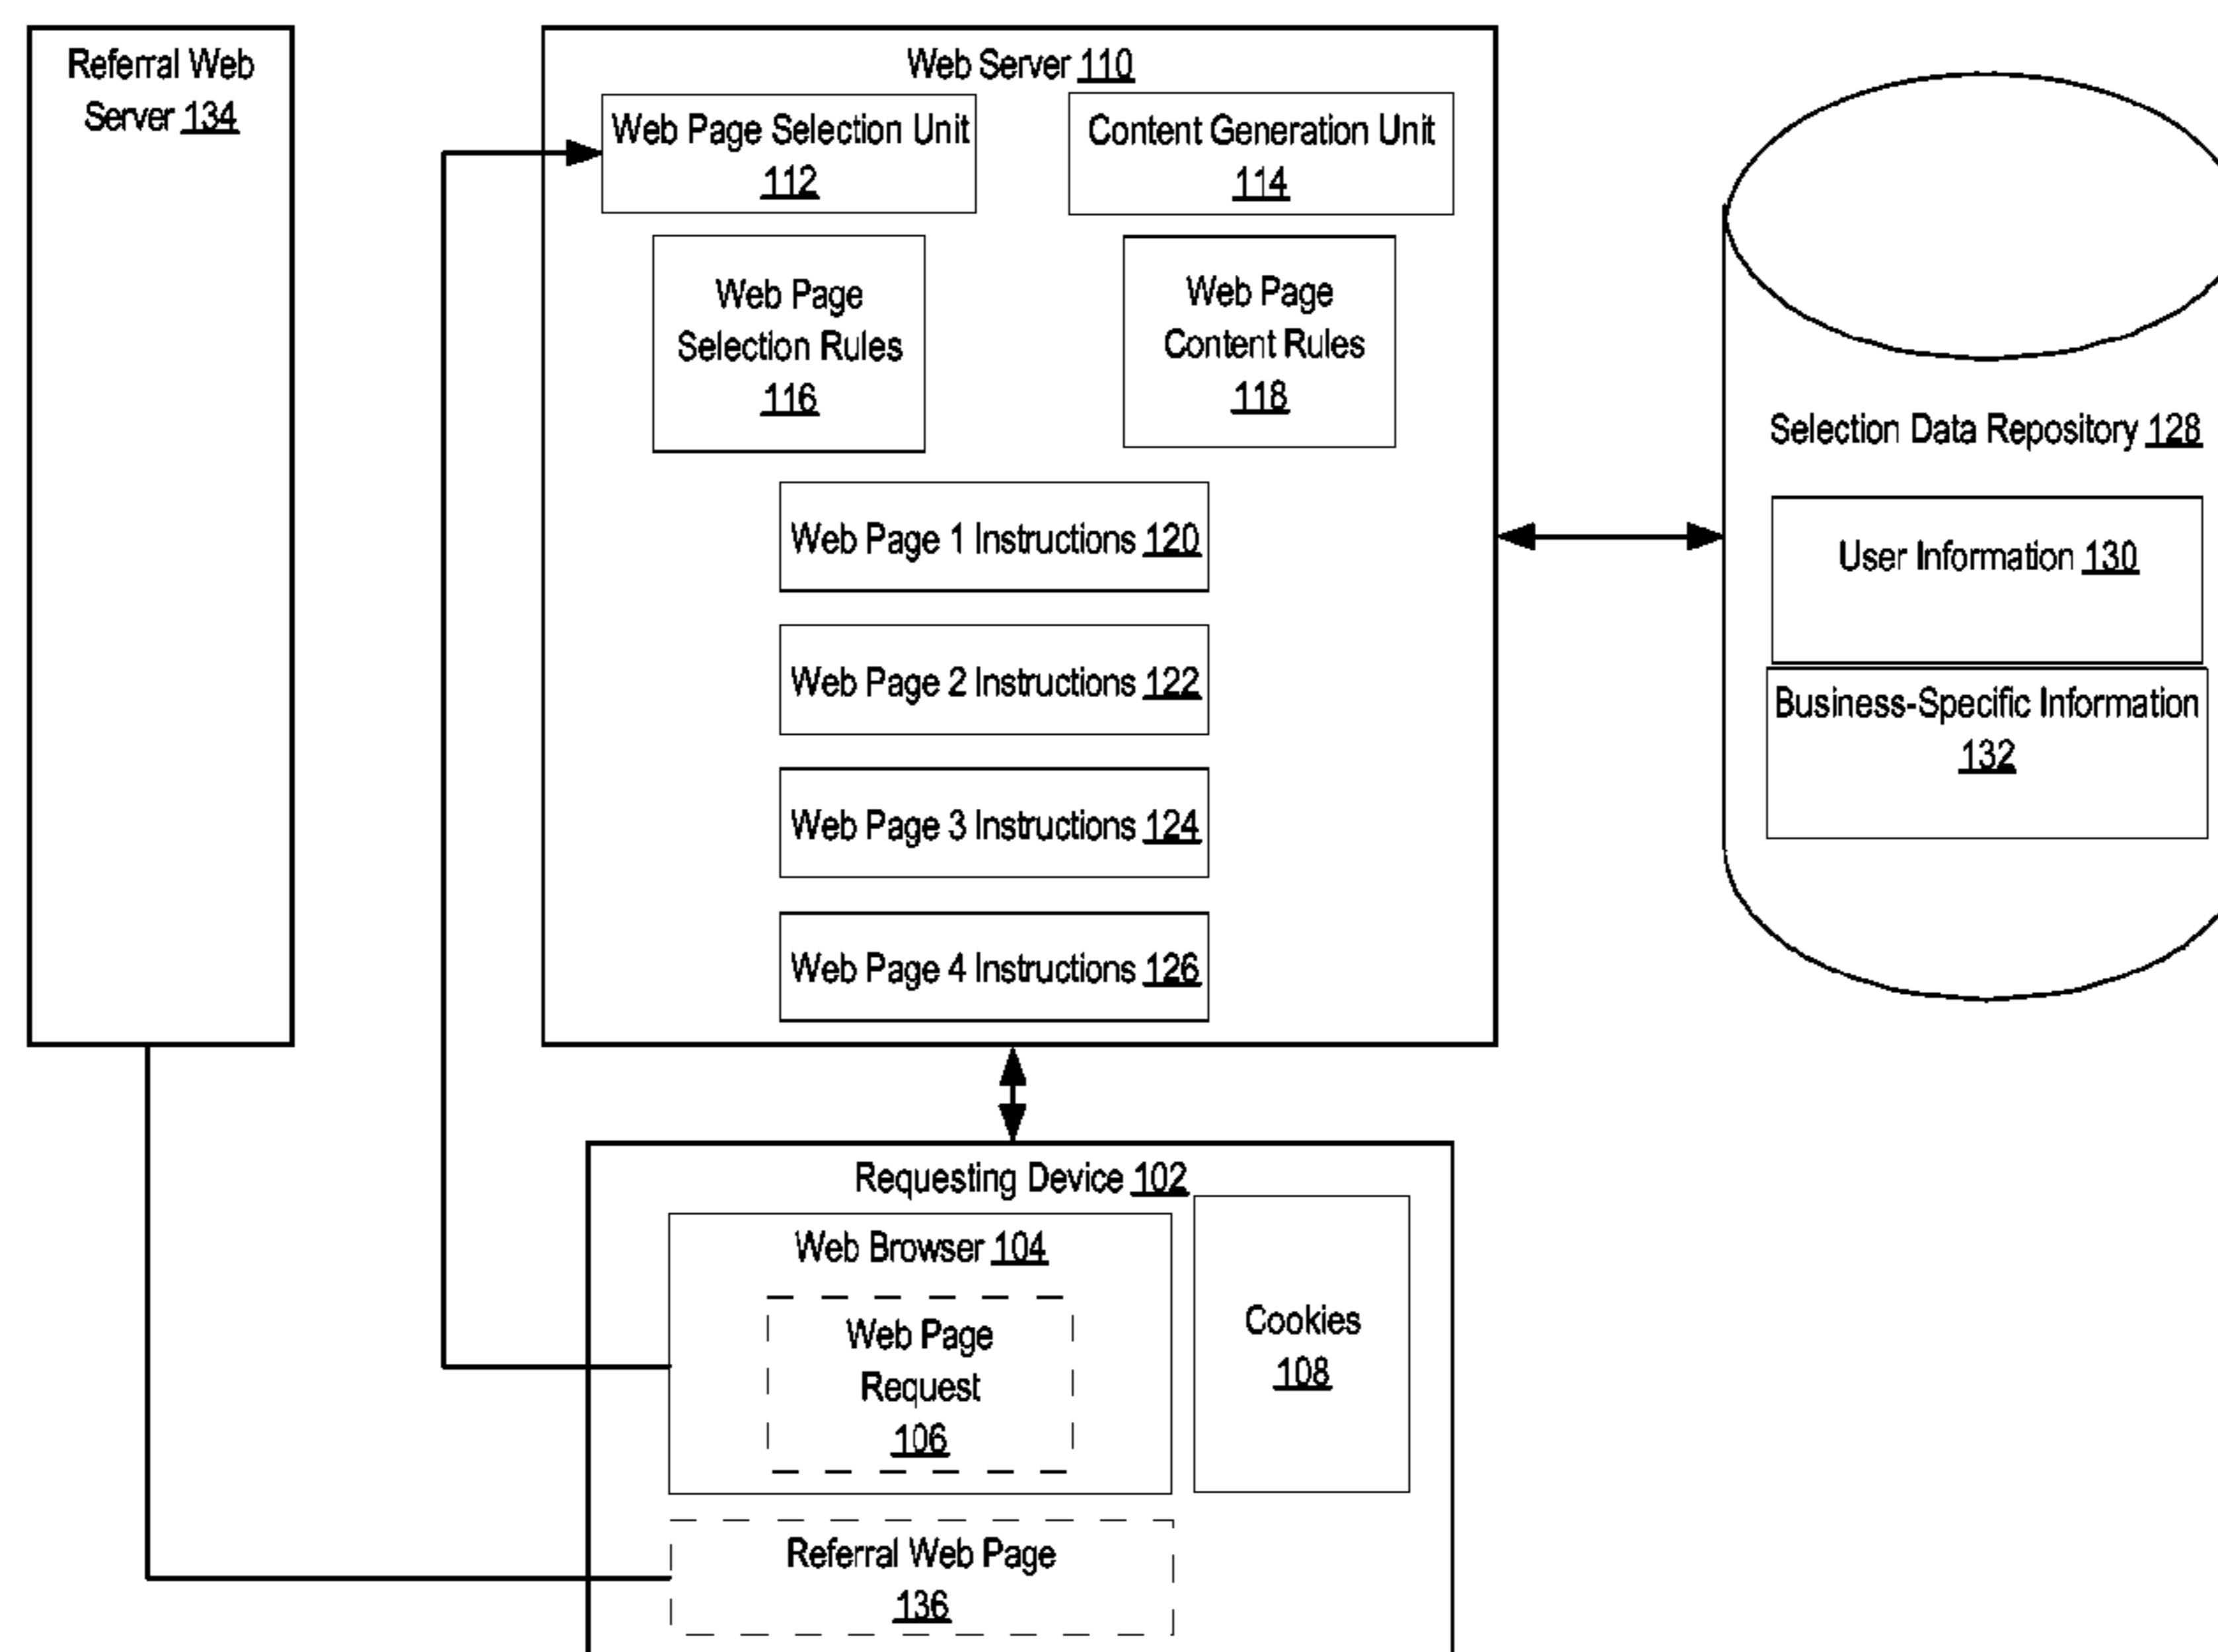 Referral Web
Server 134
Web Server 110
Web Page Selection Unit
112
Content Generation Unit
114
Web Page
Selection Rules
116
Web Page
Content Rules
118
Web Page 1 Instructions 120
Web Page 2 Instructions 122
Web Page 3 Instructions 124
Web Page 4 Instructions 126
Selection Data Repository 128
User Information 130
Business-Specific Information
132
Requesting Device 102
Web Browser 104
Web Page
Request
106
Cookies
108
Referral Web Page
136